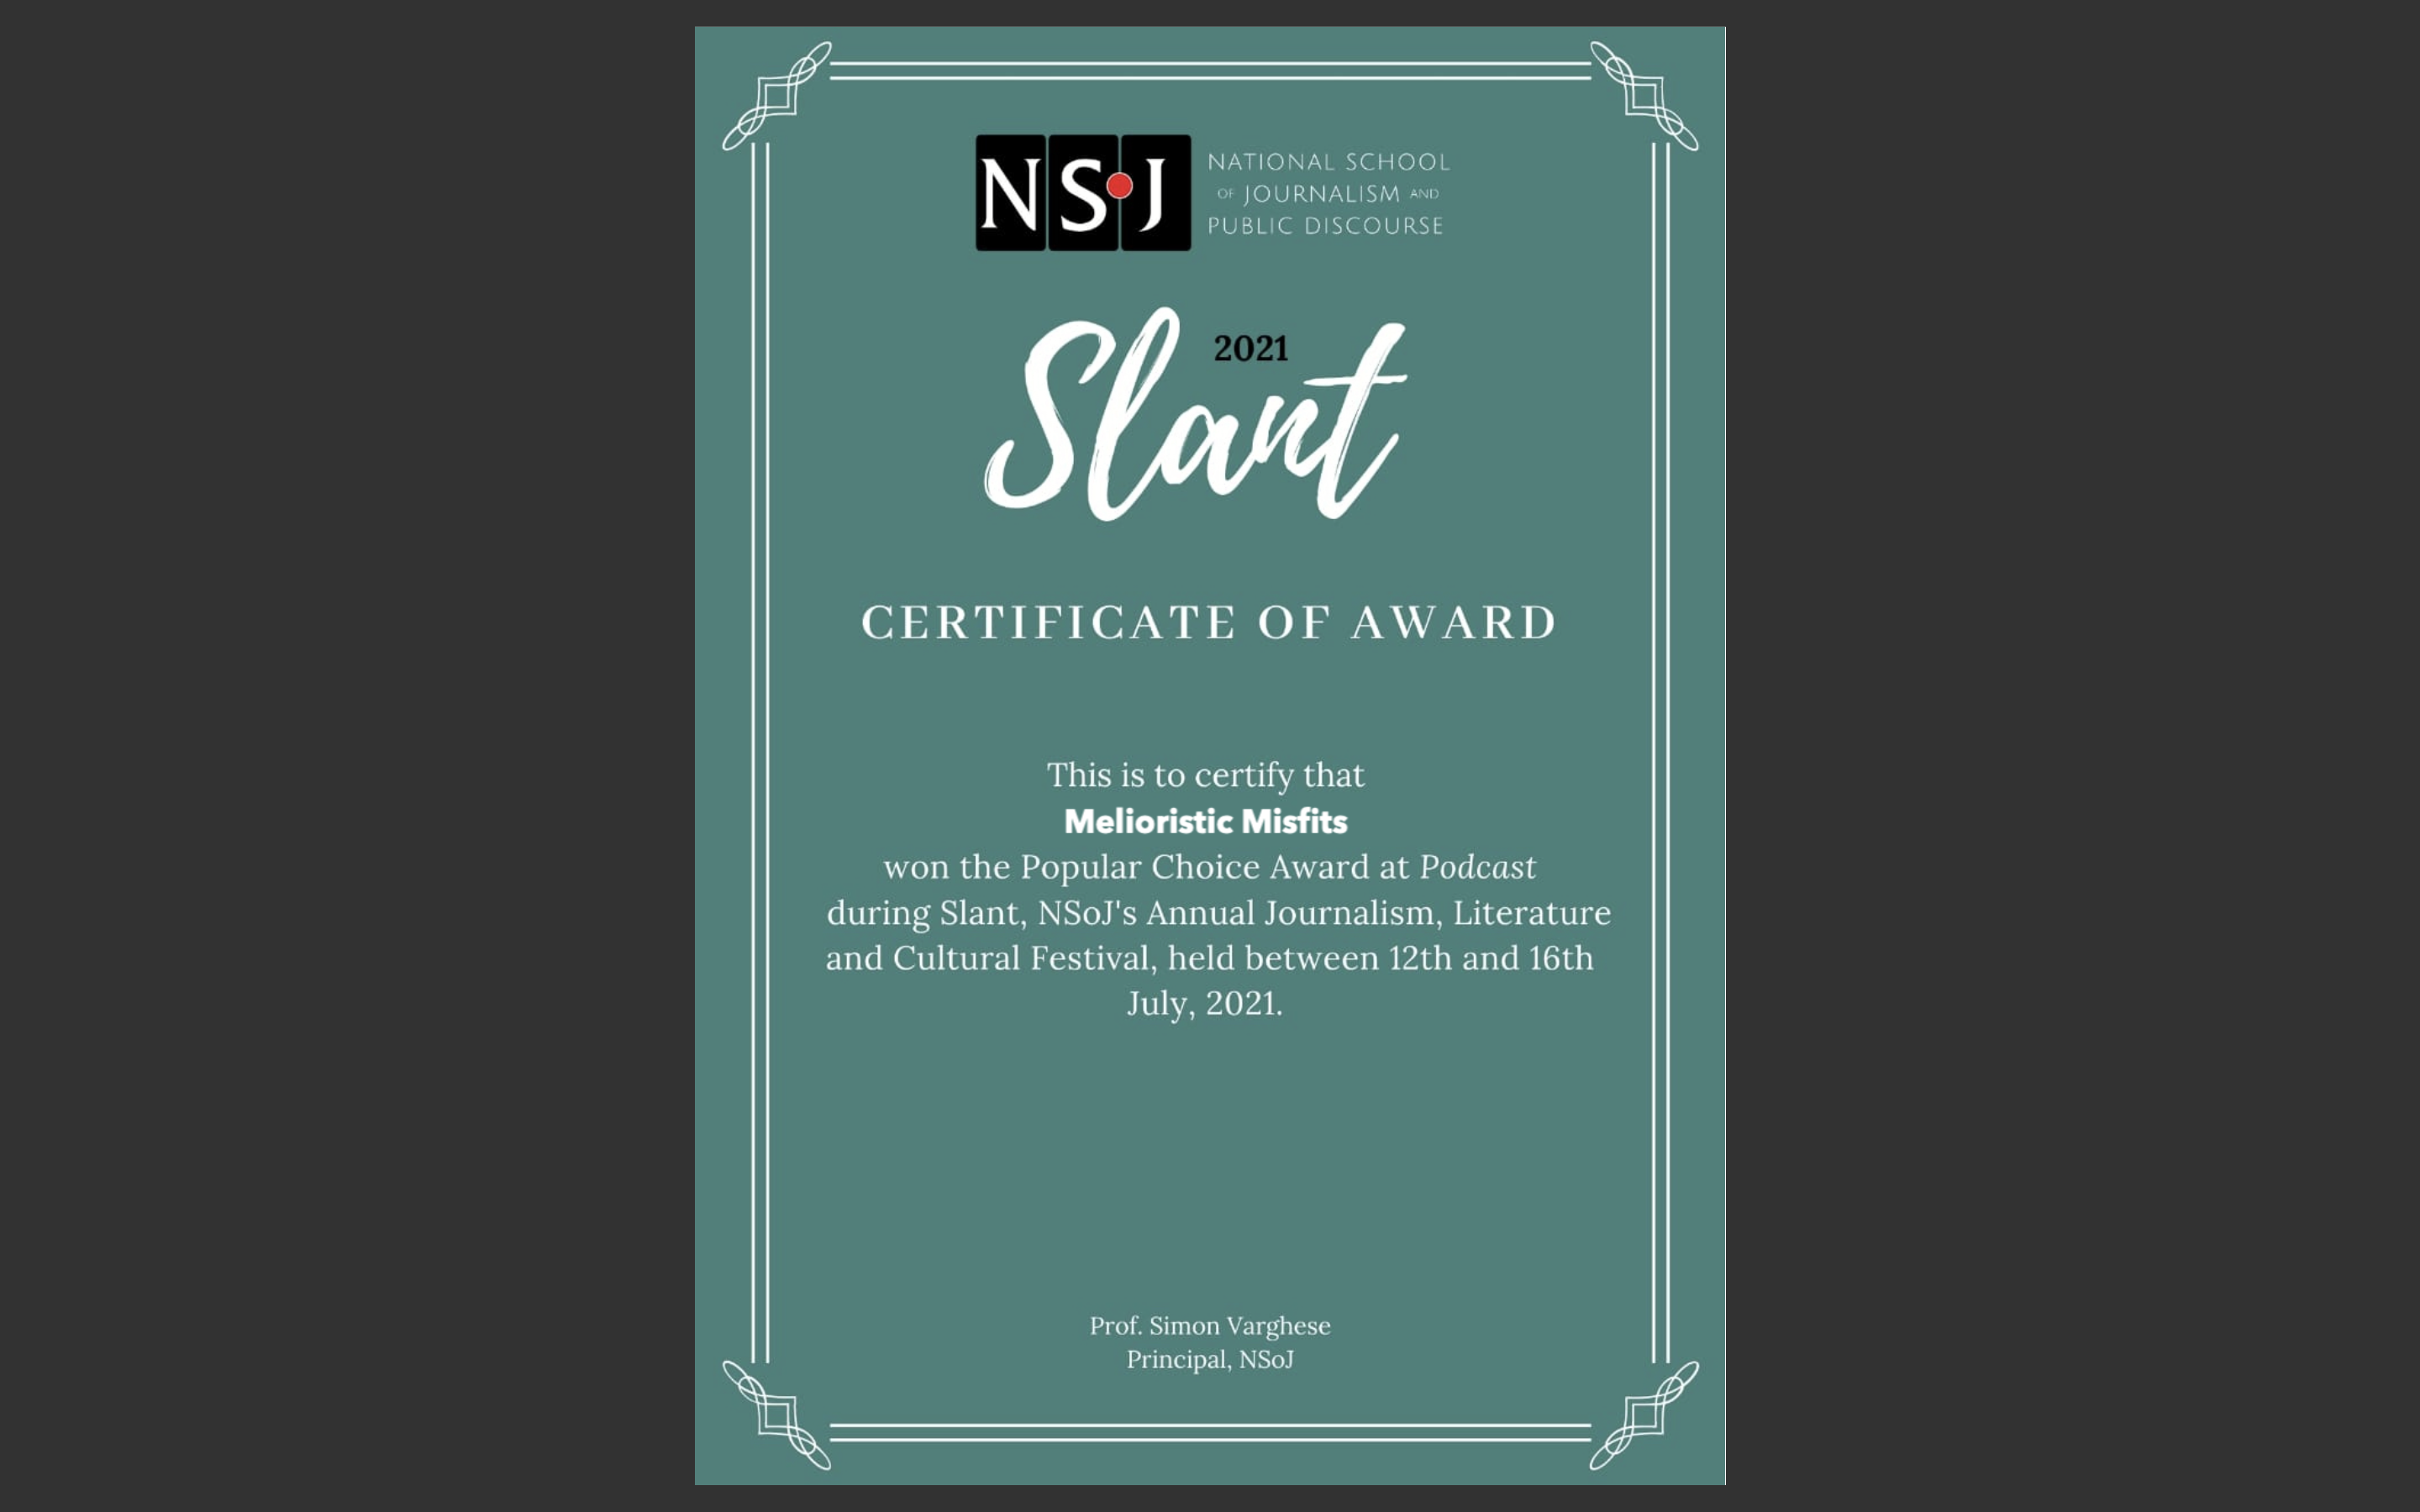 NSJ
NATIONAL SCHOOL
OF JOURNALISM AND
PUBLIC DISCOURSE
2021
Slant
CERTIFICATE OF AWARD
This is to certify that
Melioristic Misfits
won the Popular Choice Award at Podcast
during Slant, NSoJ's Annual Journalism, Literature
and Cultural Festival, held between 12th and 16th
July, 2021.
Prof. Simon Varghese
Principal, NSoJ